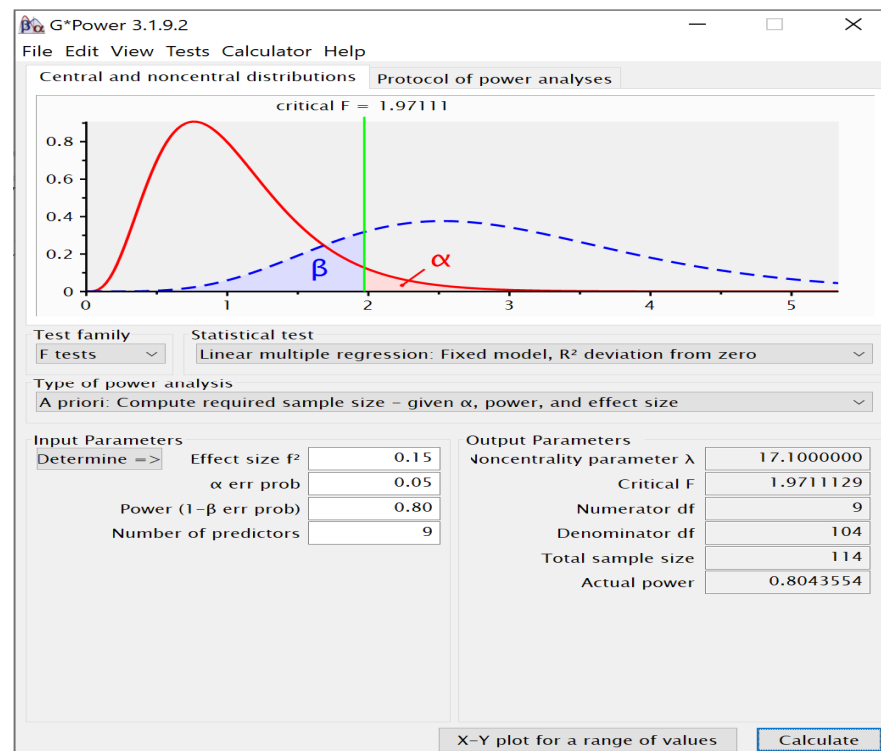 G*Power 3.1.9.2
File Edit View Tests Calculator Help
Central and noncentral distributions Protocol of power analyses
critical F = 1.97111
0.8
0.6
0.4
0.2
0
β
α
0 1 2 3 4 5
Test family Statistical test
F tests Linear multiple regression: Fixed model, R² deviation from zero
Type of power analysis
A priori: Compute required sample size – given α, power, and effect size
Input Parameters Output Parameters
Determine => Effect size f² 0.15 Noncentrality parameter λ 17.1000000
α err prob 0.05 Critical F 1.9711129
Power (1-β err prob) 0.80 Numerator df 9
Number of predictors 9 Denominator df 104
Total sample size 114
Actual power 0.8043554
X-Y plot for a range of values Calculate